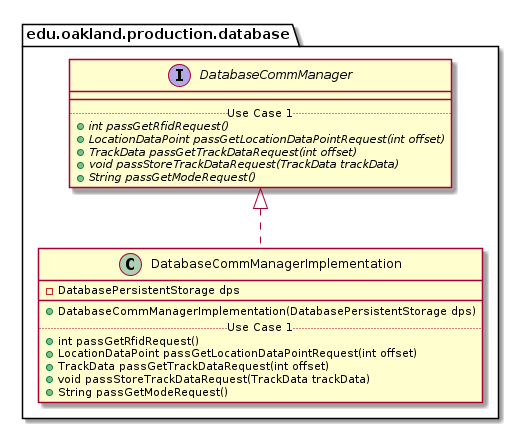 edu.oakland.production.database
I DatabaseCommManager
Use Case 1
int passGetRfidRequest()
LocationDataPoint passGetLocationDataPointRequest(int offset)
TrackData passGetTrackDataRequest(int offset)
void passStoreTrackDataRequest(TrackData trackData)
String passGetModeRequest()
C DatabaseCommManagerImplementation
DatabasePersistentStorage dps
DatabaseCommManagerImplementation(DatabasePersistentStorage dps)
Use Case 1
int passGetRfidRequest()
LocationDataPoint passGetLocationDataPointRequest(int offset)
TrackData passGetTrackDataRequest(int offset)
void passStoreTrackDataRequest(TrackData trackData)
String passGetModeRequest()